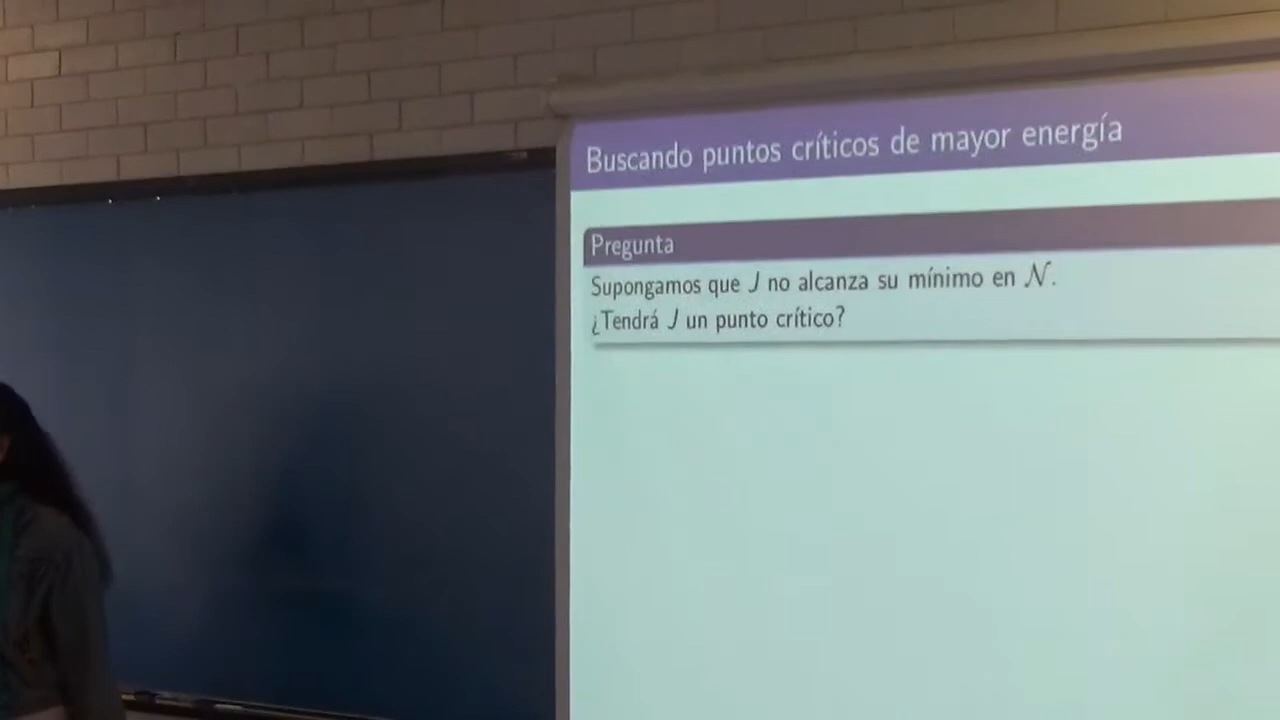 Buscando puntos críticos de mayor energía
Pregunta
Supongamos que J no alcanza su mínimo en 𝒩.
¿Tendrá J un punto crítico?